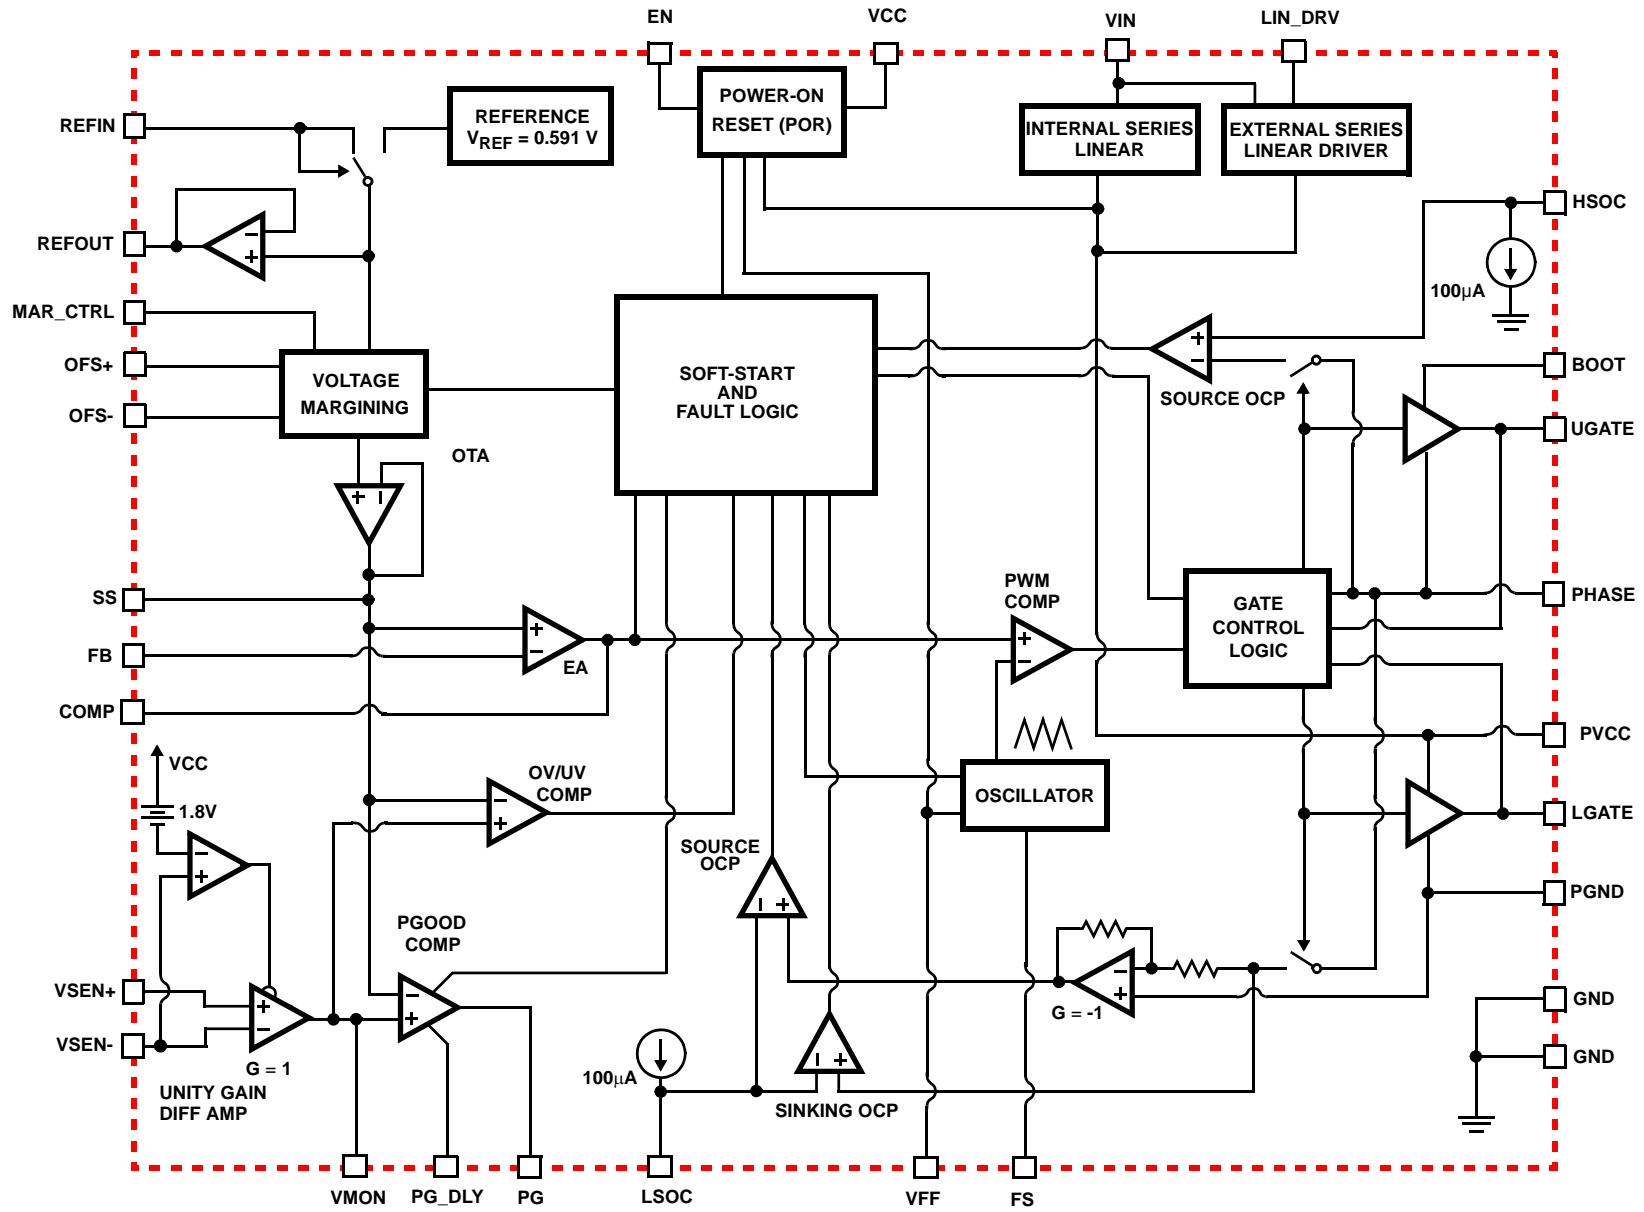 EN
VCC
VIN
LIN_DRV
REFIN
REFERENCE
VREF = 0.591 V
POWER-ON
RESET (POR)
INTERNAL SERIES
LINEAR
EXTERNAL SERIES
LINEAR DRIVER
HSOC
REFOUT
−
+
100µA
MAR_CTRL
OFS+
OFS-
VOLTAGE
MARGINING
SOFT-START
AND
FAULT LOGIC
+
−
SOURCE OCP
BOOT
UGATE
OTA
+ −
SS
FB
COMP
+
−
EA
PWM
COMP
+
−
GATE
CONTROL
LOGIC
PHASE
PVCC
VCC
1.8V
−
+
OV/UV
COMP
−
+
OSCILLATOR
LGATE
SOURCE
OCP
− +
PGND
PGOOD
COMP
−
+
VSEN+
VSEN-
+
−
G = 1
UNITY GAIN
DIFF AMP
−
+
G = -1
GND
GND
100µA
− +
SINKING OCP
VMON
PG_DLY
PG
LSOC
VFF
FS